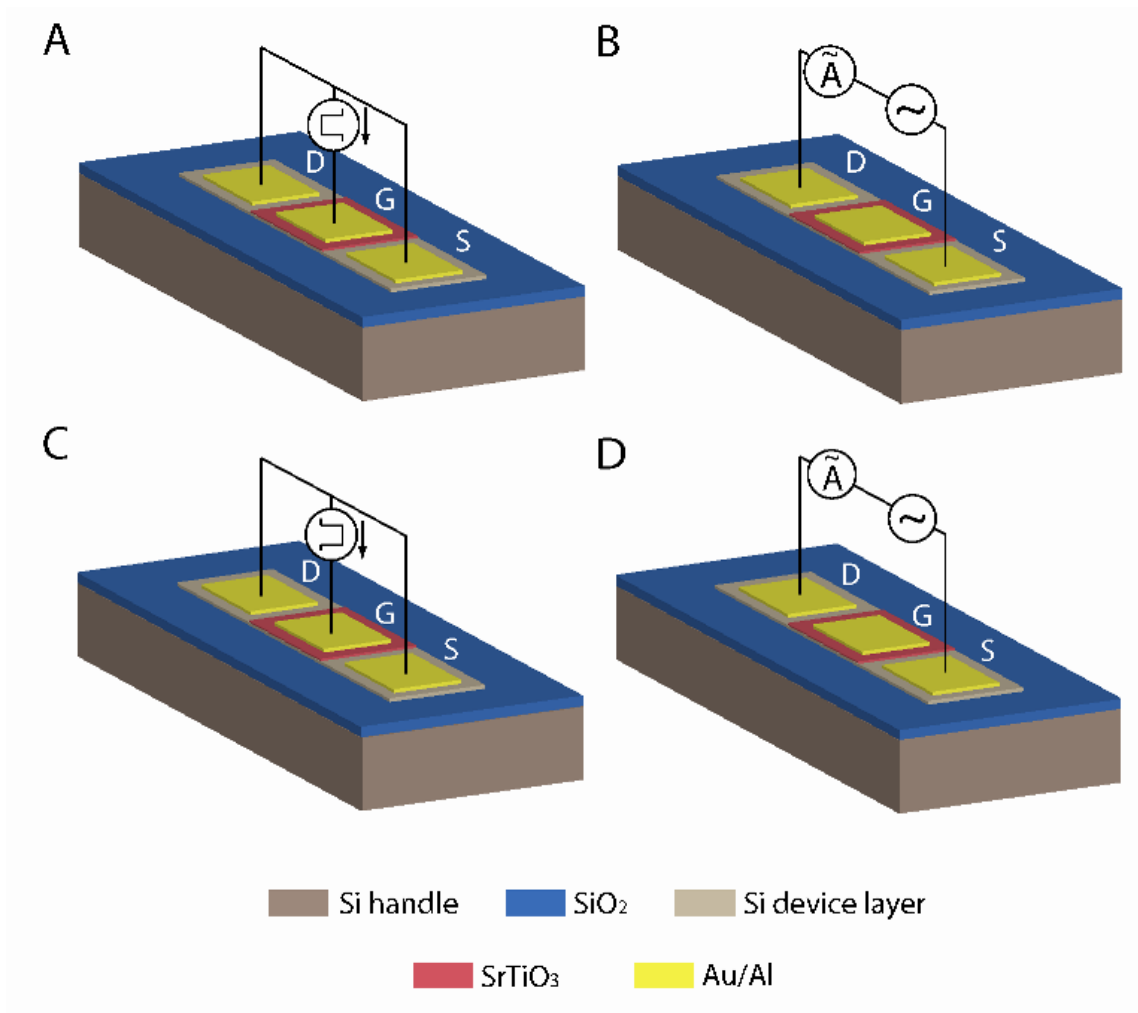 A
B
D
G
S
Ã
~
D
G
S
C
D
D
G
S
Ã
~
D
G
S
Si handle
SiO₂
Si device layer
SrTiO₃
Au/Al